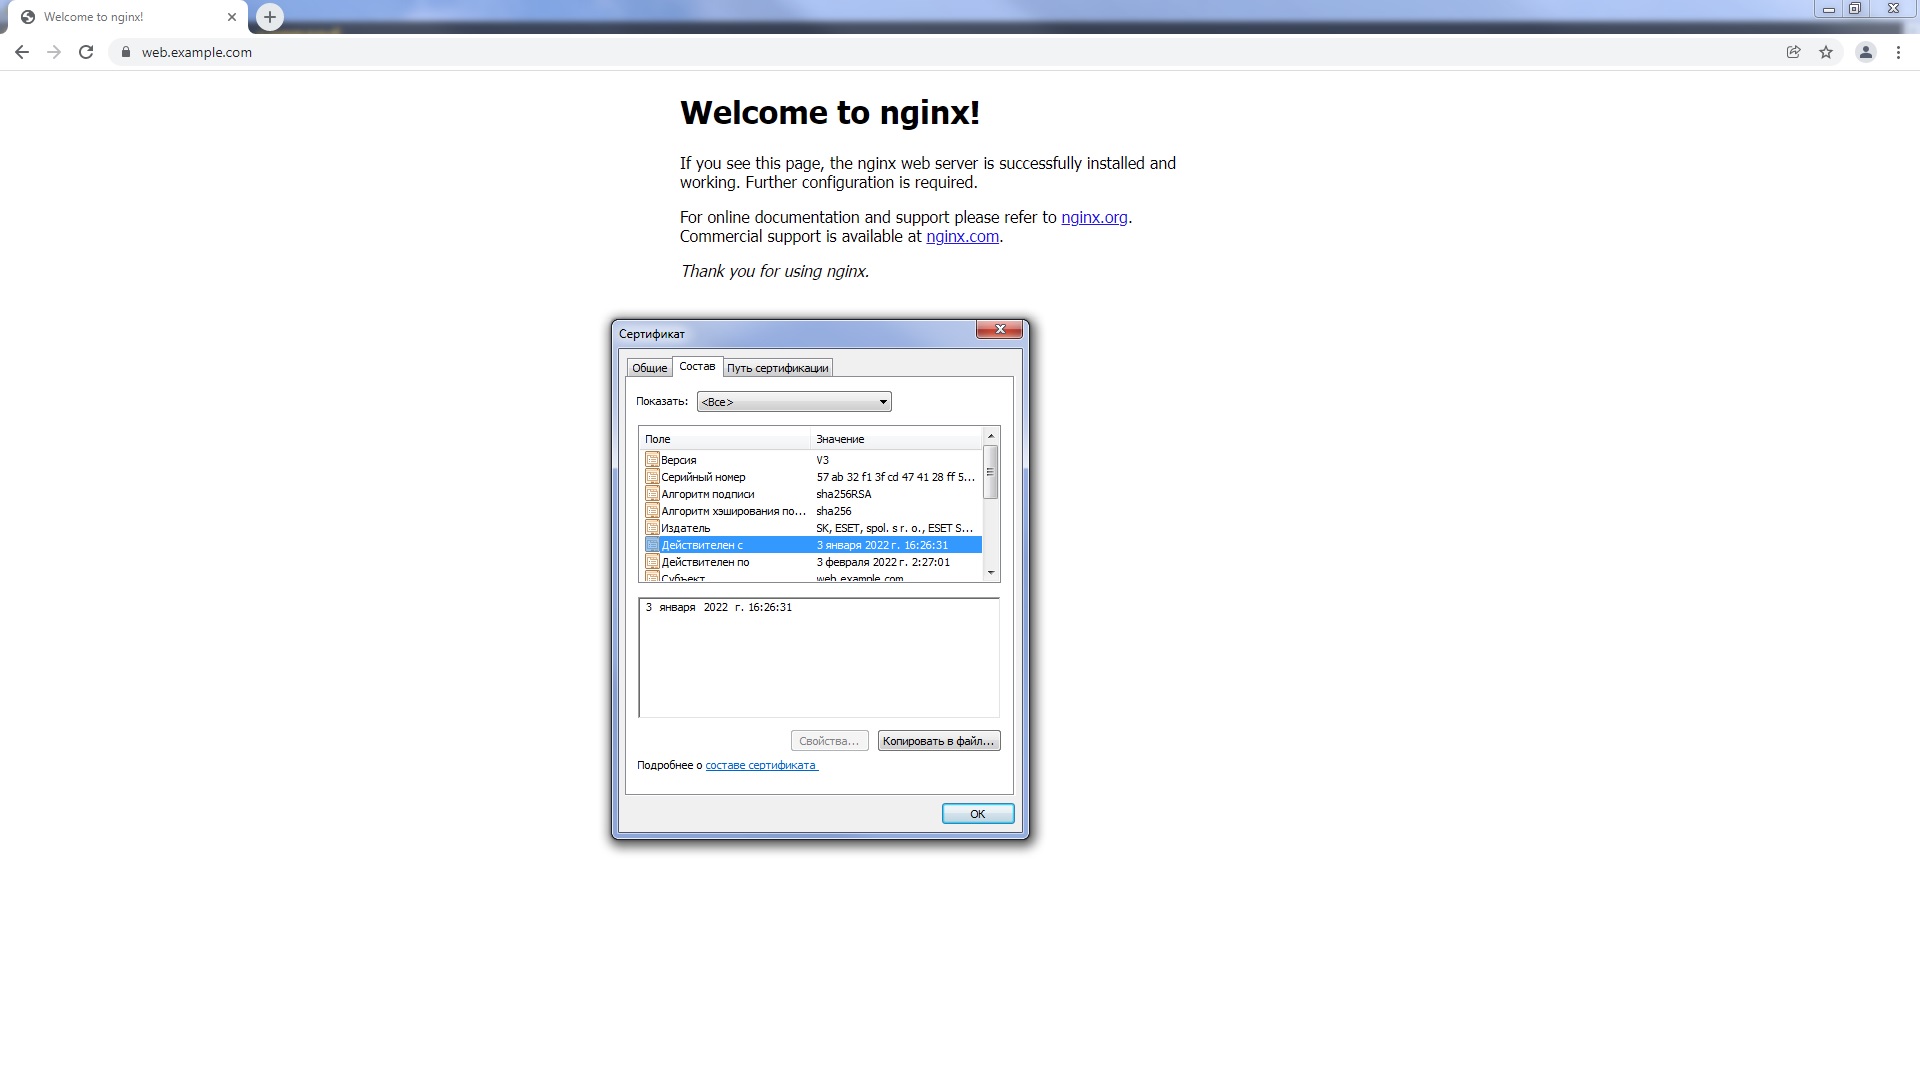 Welcome to nginx!
web.example.com
Welcome to nginx!
If you see this page, the nginx web server is successfully installed and
working. Further configuration is required.
For online documentation and support please refer to nginx.org.
Commercial support is available at nginx.com.
Thank you for using nginx.
Сертификат
Общие Состав Путь сертификации
Показать: <Все>
Поле Значение
Версия V3
Серийный номер 57 ab 32 f1 3f cd 47 41 28 ff 5...
Алгоритм подписи sha256RSA
Алгоритм хэширования по... sha256
Издатель SK, ESET, spol. s r. o., ESET S...
Действителен с 3 января 2022 г. 16:26:31
Действителен по 3 февраля 2022 г. 2:27:01
Субъект web.example.com
3 января 2022 г. 16:26:31
Свойства... Копировать в файл...
Подробнее о составе сертификата
ОК